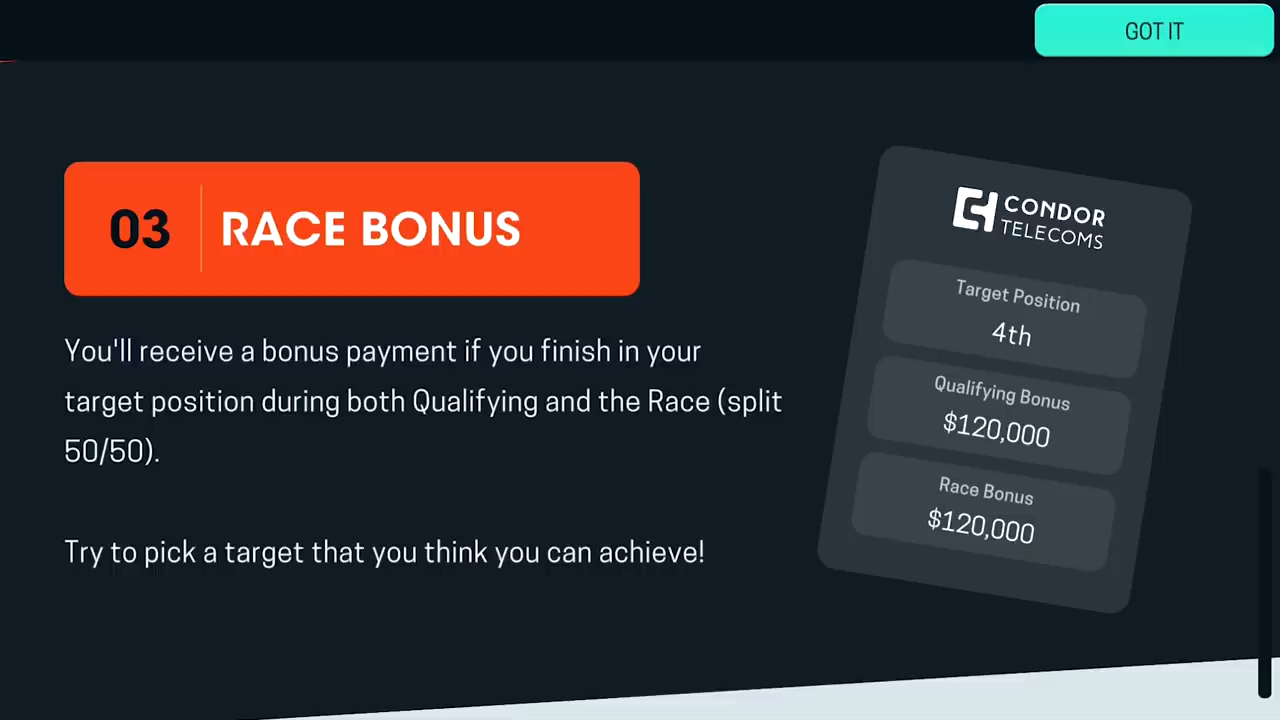 GOT IT
03
RACE BONUS
You'll receive a bonus payment if you finish in your
target position during both Qualifying and the Race (split
50/50).
Try to pick a target that you think you can achieve!
CONDOR
TELECOMS
Target Position
4th
Qualifying Bonus
$120,000
Race Bonus
$120,000